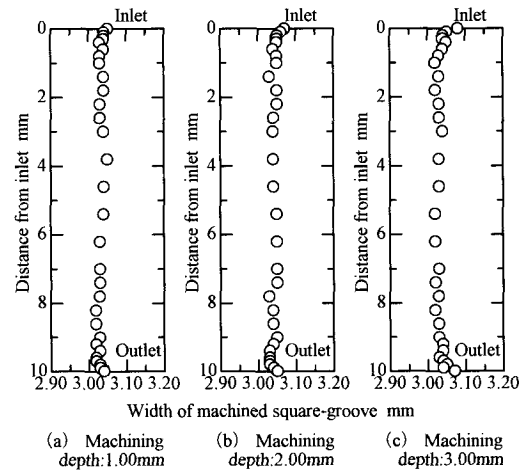 Inlet
0
2
4
6
8
10
Distance from inlet mm
Outlet
2.90 3.00 3.10 3.20
Inlet
0
2
4
6
8
10
Distance from inlet mm
Outlet
2.90 3.00 3.10 3.20
Inlet
0
2
4
6
8
10
Distance from inlet mm
Outlet
2.90 3.00 3.10 3.20
Width of machined square-groove mm
(a) Machining
depth:1.00mm
(b) Machining
depth:2.00mm
(c) Machining
depth:3.00mm